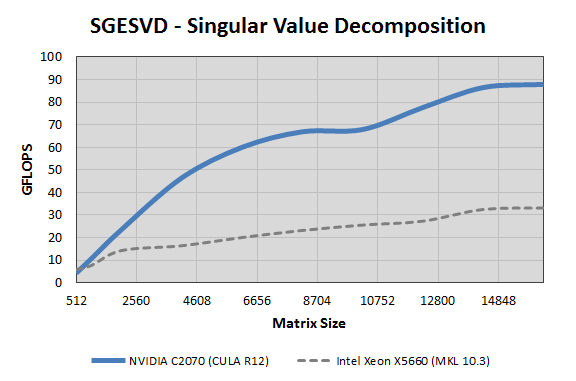 SGESVD - Singular Value Decomposition
100
90
80
70
60
50
40
30
20
10
0
GFLOPS
512 2560 4608 6656 8704 10752 12800 14848
Matrix Size
NVIDIA C2070 (CULA R12) Intel Xeon X5660 (MKL 10.3)